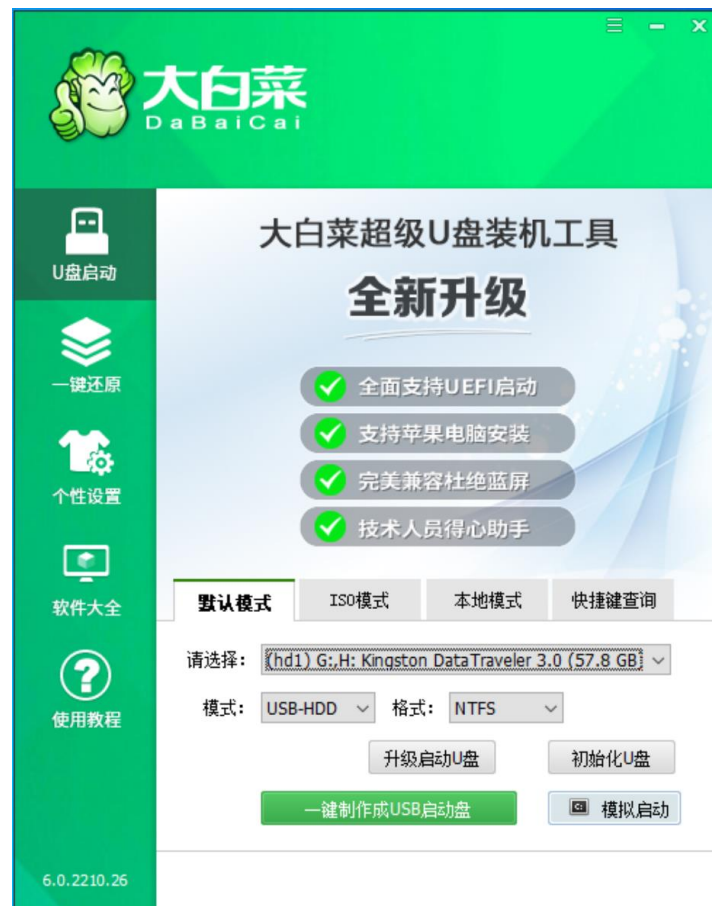 大白菜
DaBaiCai
U盘启动
一键还原
个性设置
软件大全
使用教程
6.0.2210.26
大白菜超级U盘装机工具
全新升级
全面支持UEFI启动
支持苹果电脑安装
完美兼容杜绝蓝屏
技术人员得心助手
默认模式 ISO模式 本地模式 快捷键查询
请选择： (hd1) G:,H: Kingston DataTraveler 3.0 (57.8 GB)
模式： USB-HDD 格式： NTFS
升级启动U盘 初始化U盘
一键制作成USB启动盘 模拟启动